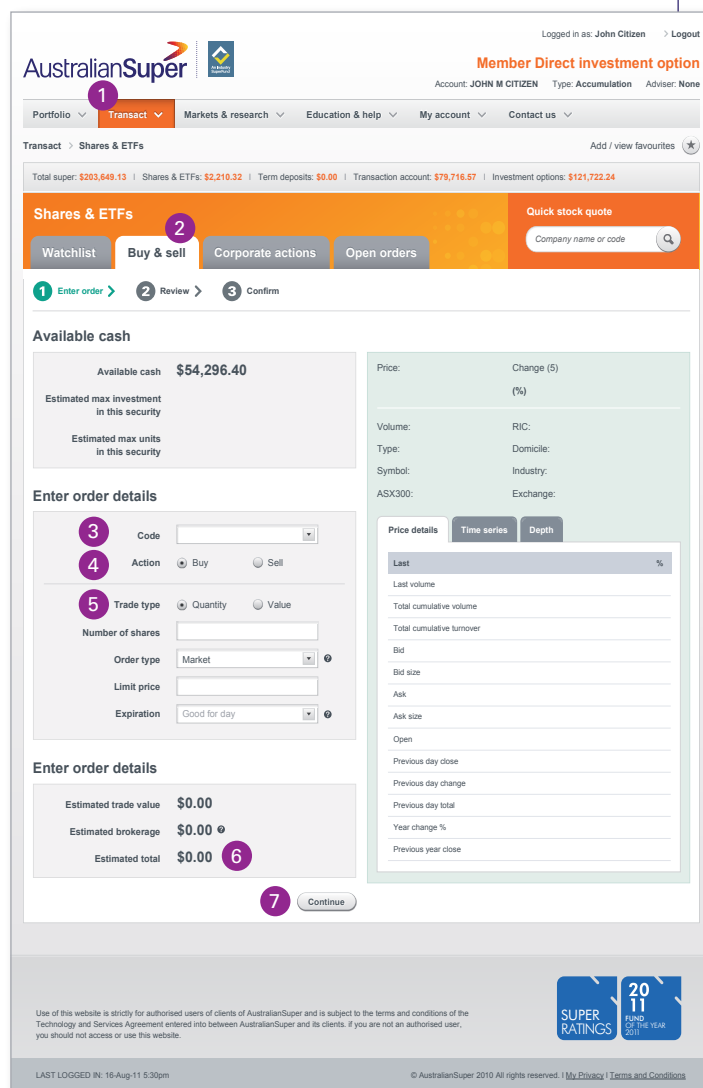 Logged in as: John Citizen > Logout
AustralianSuper
An Industry SuperFund
Member Direct investment option
Account: JOHN M CITIZEN Type: Accumulation Adviser: None
1
Portfolio Transact Markets & research Education & help My account Contact us
Transact > Shares & ETFs
Add / view favourites
Total super: $203,649.13 | Shares & ETFs: $2,210.32 | Term deposits: $0.00 | Transaction account: $79,716.57 | Investment options: $121,722.24
Shares & ETFs
Quick stock quote
2
Company name or code
Watchlist Buy & sell Corporate actions Open orders
1 Enter order 2 Review 3 Confirm
Available cash
Available cash $54,296.40
Estimated max investment
in this security
Estimated max units
in this security
Price: Change (5)
(%)
Volume: RIC:
Type: Domicile:
Symbol: Industry:
ASX300: Exchange:
Enter order details
3 Code
4 Action Buy Sell
5 Trade type Quantity Value
Number of shares
Order type Market ?
Limit price
Expiration Good for day ?
Price details Time series Depth
Last %
Last volume
Total cumulative volume
Total cumulative turnover
Bid
Bid size
Ask
Ask size
Open
Previous day close
Previous day change
Previous day total
Year change %
Previous year close
Enter order details
Estimated trade value $0.00
Estimated brokerage $0.00 ?
Estimated total $0.00 6
7 Continue
Use of this website is strictly for authorised users of clients of AustralianSuper and is subject to the terms and conditions of the
Technology and Services Agreement entered into between AustralianSuper and its clients. if you are not an authorised user,
you should not access or use this website.
SUPER
RATINGS
20
11
FUND
OF THE YEAR
2011
LAST LOGGED IN: 16-Aug-11 5:30pm
© AustralianSuper 2010 All rights reserved. | My Privacy | Terms and Conditions